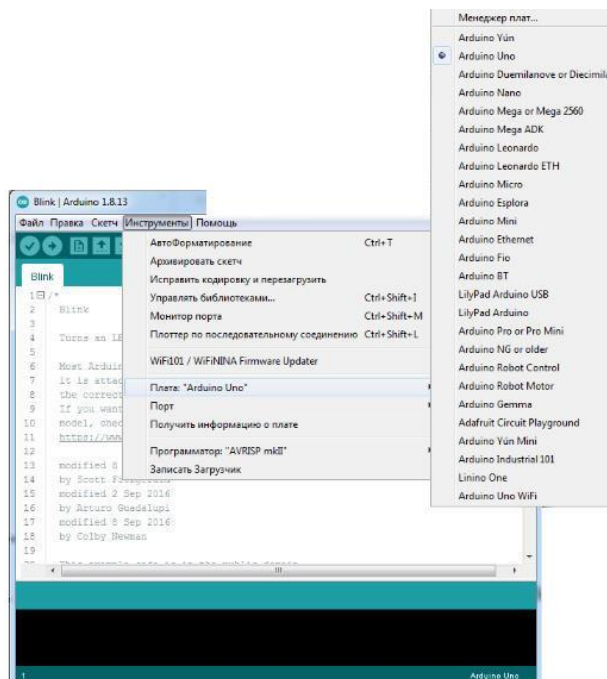 Blink | Arduino 1.8.13
Файл Правка Скетч Инструменты Помощь
АвтоФорматирование Ctrl+T
Архивировать скетч
Исправить кодировку и перезагрузить
Управлять библиотеками... Ctrl+Shift+I
Монитор порта Ctrl+Shift+M
Плоттер по последовательному соединению Ctrl+Shift+L
WiFi101 / WiFiNINA Firmware Updater
Плата: "Arduino Uno"
Порт
Получить информацию о плате
Программатор: "AVRISP mkII"
Записать Загрузчик
Менеджер плат...
Arduino Yún
Arduino Uno
Arduino Duemilanove or Diecimila
Arduino Nano
Arduino Mega or Mega 2560
Arduino Mega ADK
Arduino Leonardo
Arduino Leonardo ETH
Arduino Micro
Arduino Esplora
Arduino Mini
Arduino Ethernet
Arduino Fio
Arduino BT
LilyPad Arduino USB
LilyPad Arduino
Arduino Pro or Pro Mini
Arduino NG or older
Arduino Robot Control
Arduino Robot Motor
Arduino Gemma
Adafruit Circuit Playground
Arduino Yún Mini
Arduino Industrial 101
Linino One
Arduino Uno WiFi
Blink
1 /*
2 Blink
3
4 Turns an LE
5
6 Most Arduin
7 it is attac
8 the correct
9 If you want
10 model, chec
11 https://www
12
13 modified 8
14 by Scott
15 modified 2 Sep 2016
16 by Arturo Guadalupi
17 modified 8 Sep 2016
18 by Colby Newman
19
1 Arduino Uno